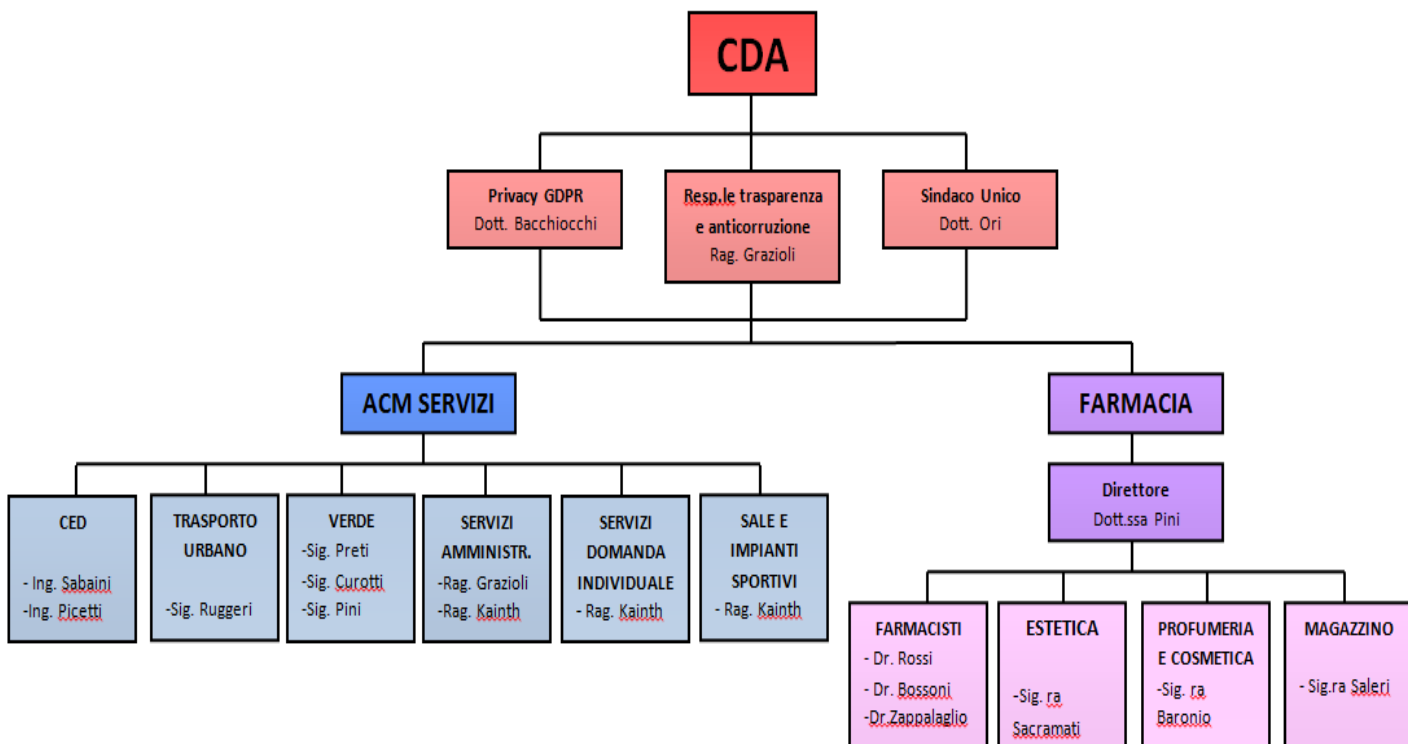 CDA
Privacy GDPR
Dott. Bacchiocchi
Resp.le trasparenza
e anticorruzione
Rag. Grazioli
Sindaco Unico
Dott. Ori
ACM SERVIZI
FARMACIA
CED
- Ing. Sabaini
-Ing. Picetti
TRASPORTO
URBANO
-Sig. Ruggeri
VERDE
-Sig. Preti
-Sig. Curotti
-Sig. Pini
SERVIZI
AMMINISTR.
-Rag. Grazioli
-Rag. Kainth
SERVIZI
DOMANDA
INDIVIDUALE
- Rag. Kainth
SALE E
IMPIANTI
SPORTIVI
- Rag. Kainth
Direttore
Dott.ssa Pini
FARMACISTI
- Dr. Rossi
- Dr. Bossoni
-Dr.Zappalaglio
ESTETICA
-Sig. ra
Sacramati
PROFUMERIA
E COSMETICA
-Sig. ra
Baronio
MAGAZZINO
- Sig.ra Saleri